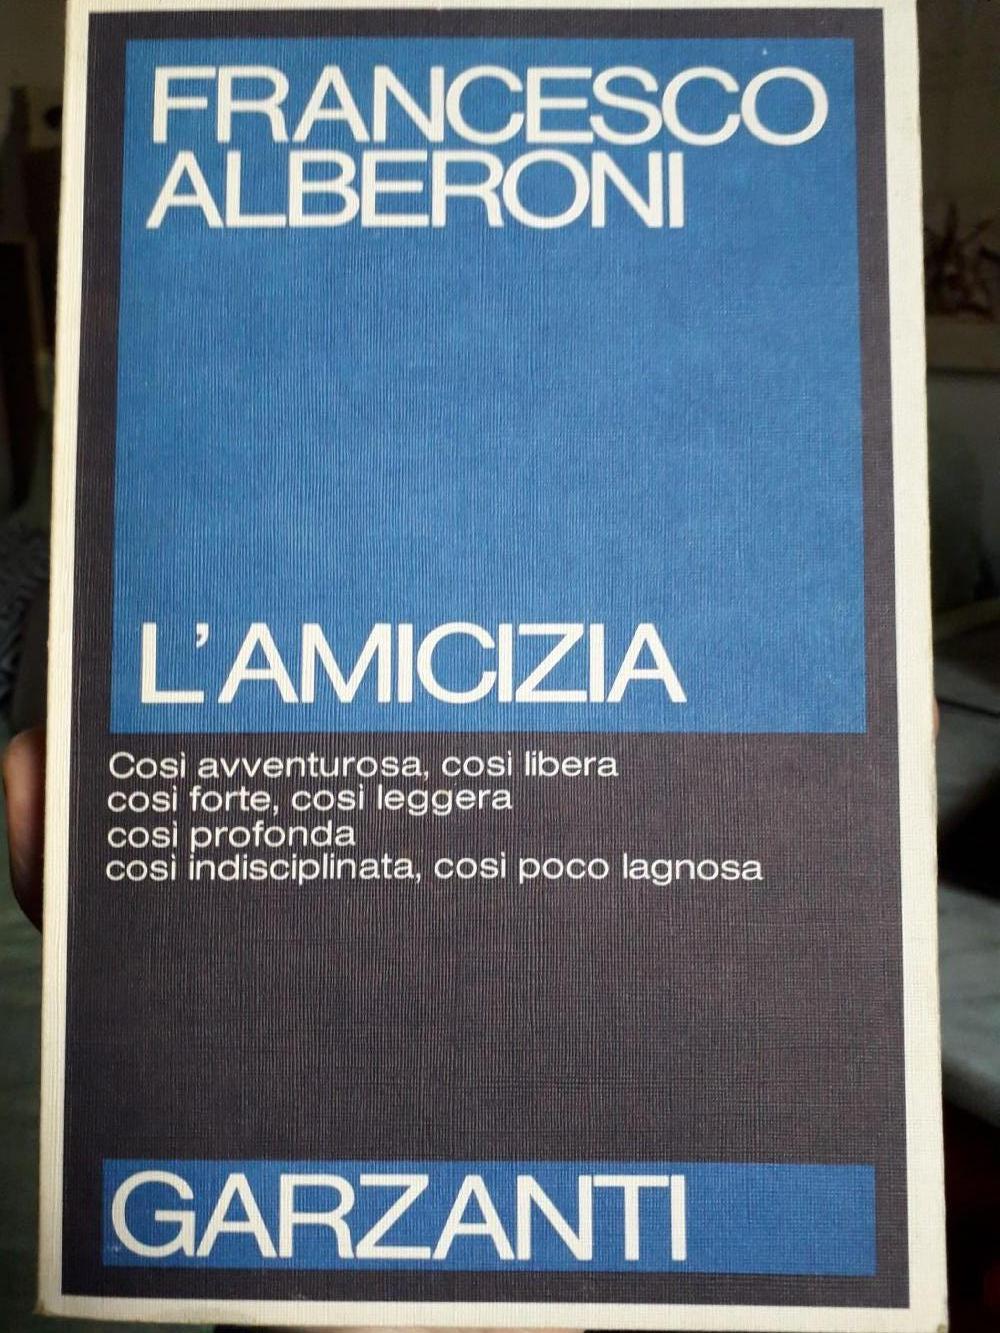 FRANCESCO
ALBERONI
L'AMICIZIA
Così avventurosa, così libera
così forte, così leggera
così profonda
così indisciplinata, così poco lagnosa
GARZANTI